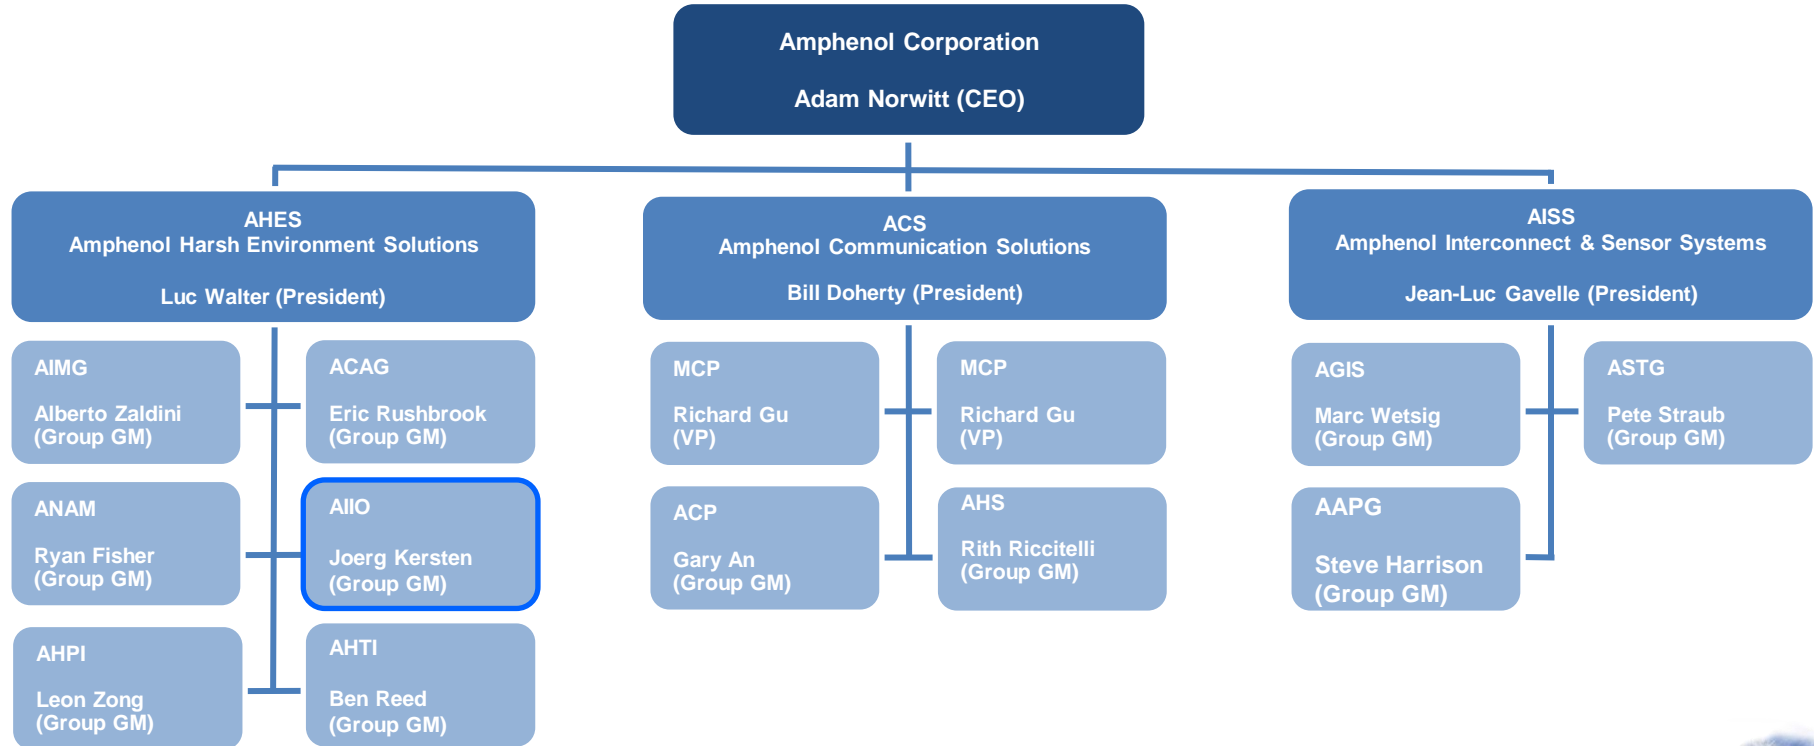 Amphenol Corporation
Adam Norwitt (CEO)
AHES
Amphenol Harsh Environment Solutions
Luc Walter (President)
ACS
Amphenol Communication Solutions
Bill Doherty (President)
AISS
Amphenol Interconnect & Sensor Systems
Jean-Luc Gavelle (President)
AIMG
Alberto Zaldini
(Group GM)
ACAG
Eric Rushbrook
(Group GM)
MCP
Richard Gu
(VP)
MCP
Richard Gu
(VP)
AGIS
Marc Wetsig
(Group GM)
ASTG
Pete Straub
(Group GM)
ANAM
Ryan Fisher
(Group GM)
AIIO
Joerg Kersten
(Group GM)
ACP
Gary An
(Group GM)
AHS
Rith Riccitelli
(Group GM)
AAPG
Steve Harrison
(Group GM)
AHPI
Leon Zong
(Group GM)
AHTI
Ben Reed
(Group GM)